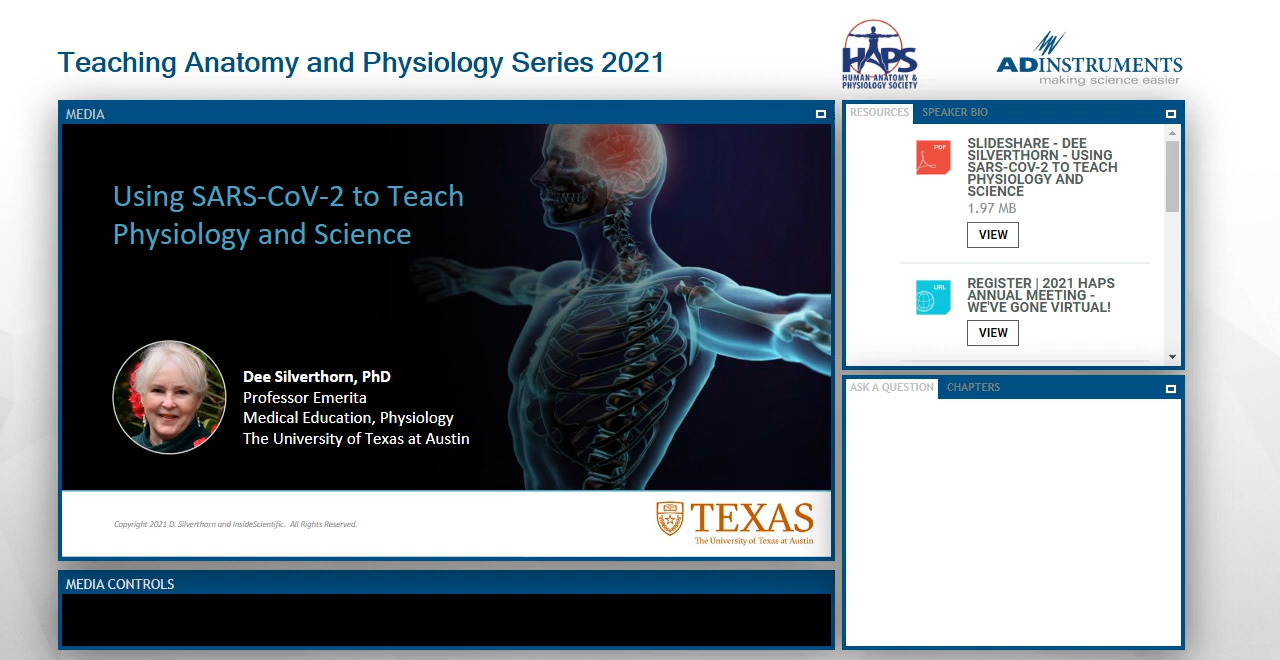 Teaching Anatomy and Physiology Series 2021
HAPS
HUMAN ANATOMY &
PHYSIOLOGY SOCIETY
ADINSTRUMENTS
making science easier
MEDIA
Using SARS-CoV-2 to Teach
Physiology and Science
Dee Silverthorn, PhD
Professor Emerita
Medical Education, Physiology
The University of Texas at Austin
Copyright 2021 D. Silverthorn and InsideScientific. All Rights Reserved.
TEXAS
The University of Texas at Austin
MEDIA CONTROLS
RESOURCES
SPEAKER BIO
PDF
SLIDESHARE - DEE
SILVERTHORN - USING
SARS-COV-2 TO TEACH
PHYSIOLOGY AND
SCIENCE
1.97 MB
VIEW
URL
REGISTER | 2021 HAPS
ANNUAL MEETING -
WE'VE GONE VIRTUAL!
VIEW
ASK A QUESTION
CHAPTERS